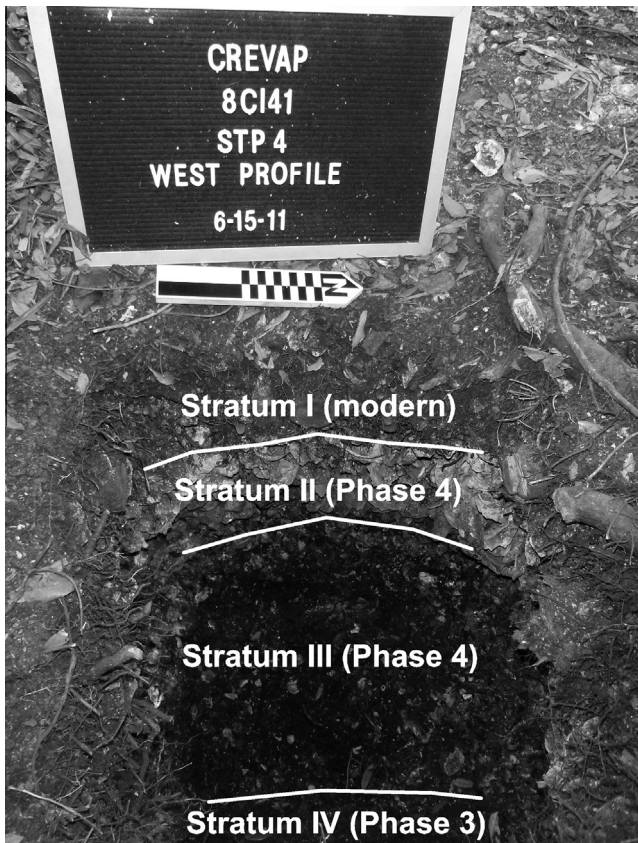 CREVAP
8CI41
STP 4
WEST PROFILE
6-15-11
N
Stratum I (modern)
Stratum II (Phase 4)
Stratum III (Phase 4)
Stratum IV (Phase 3)